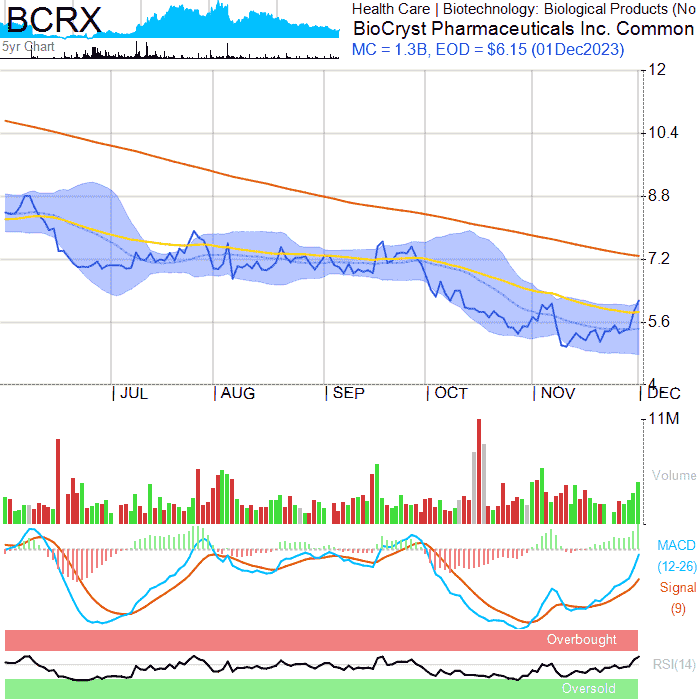 BCRX
5yr Chart
Health Care | Biotechnology: Biological Products (No
BioCryst Pharmaceuticals Inc. Common
MC = 1.3B, EOD = $6.15 (01Dec2023)
12
10.4
8.8
7.2
5.6
4
JUL AUG SEP OCT NOV DEC
11M
Volume
MACD
(12-26)
Signal
(9)
Overbought
RSI(14)
Oversold